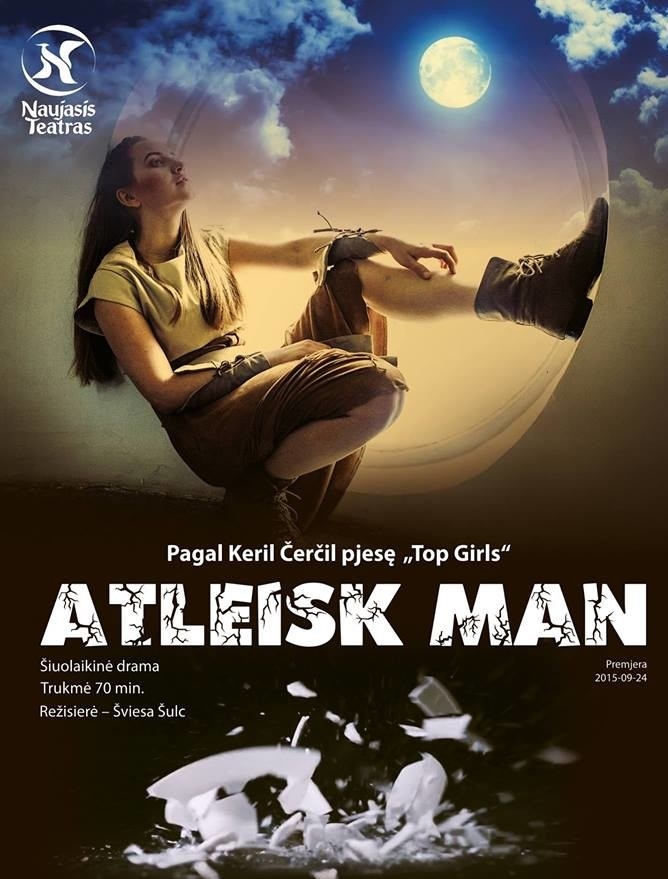 Naujasis
Teatras
Pagal Keril Čerčil pjesę „Top Girls“
ATLEISK MAN
Šiuolaikinė drama
Trukmė 70 min.
Režisierė – Šviesa Šulc
Premjera
2015-09-24